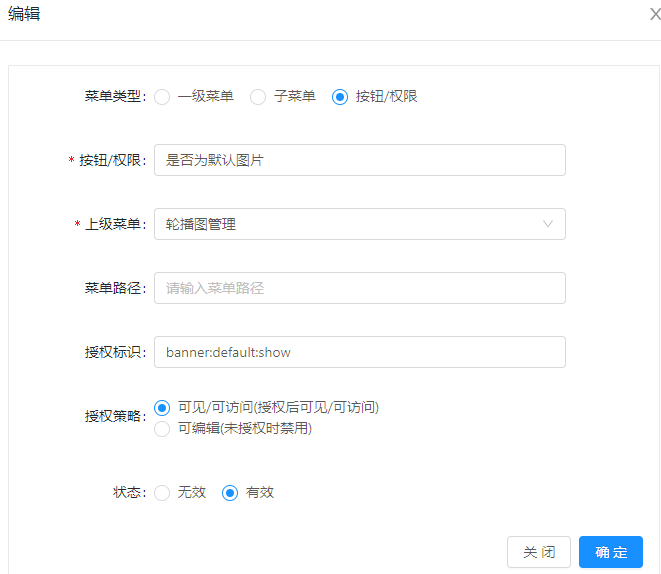 编辑
菜单类型: 一级菜单 子菜单 按钮/权限
* 按钮/权限: 是否为默认图片
* 上级菜单: 轮播图管理
菜单路径: 请输入菜单路径
授权标识: banner:default:show
授权策略: 可见/可访问(授权后可见/可访问)
可编辑(未授权时禁用)
状态: 无效 有效
关 闭 确 定